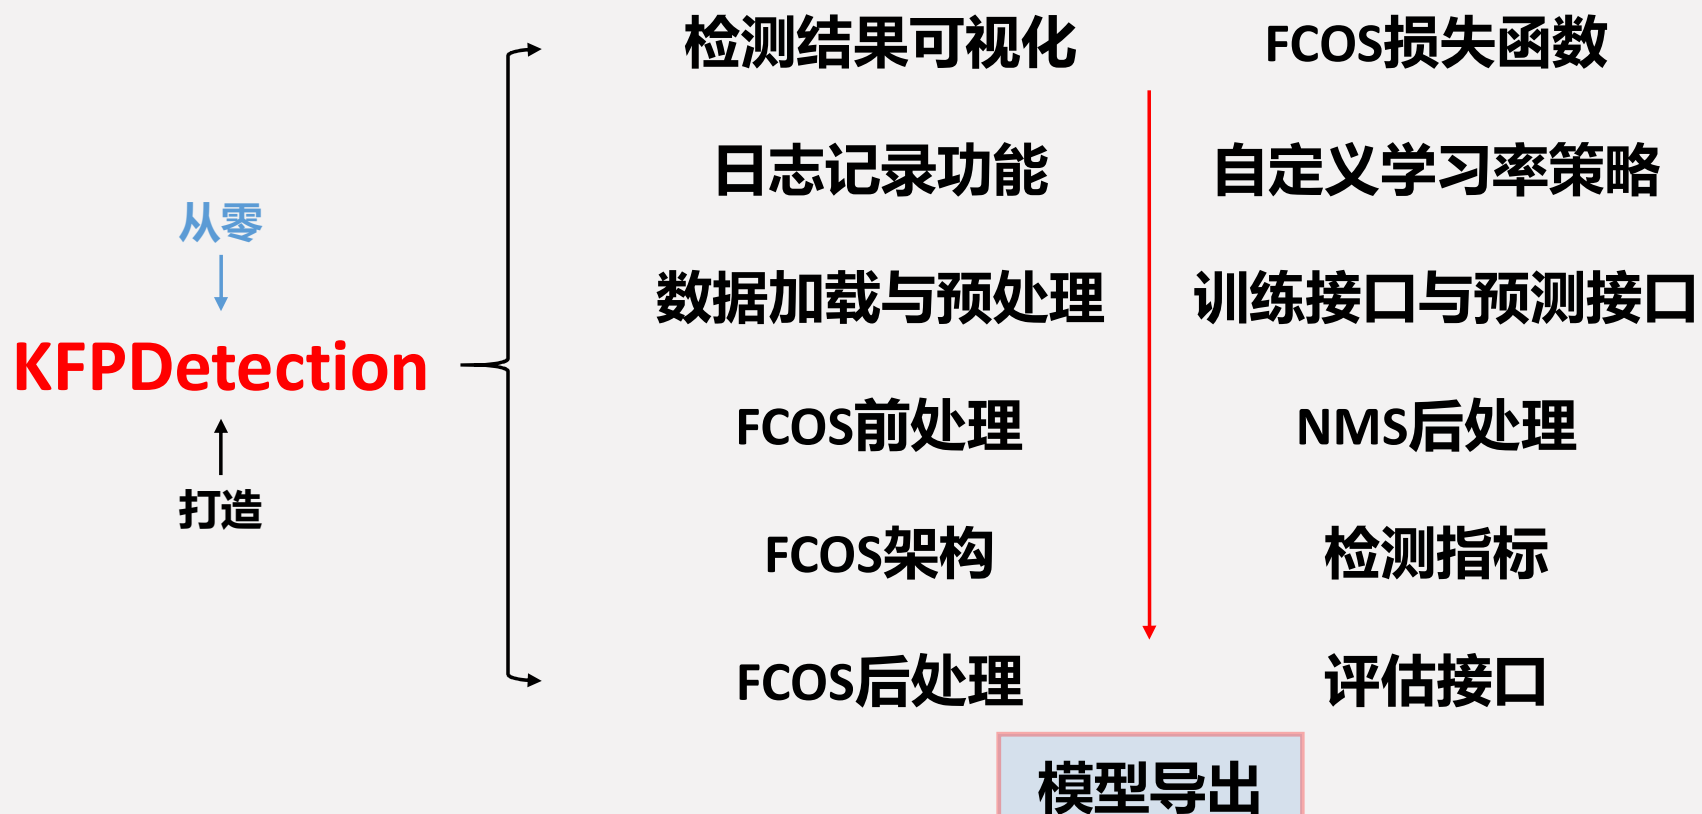 从零
KFPDetection
打造
检测结果可视化
日志记录功能
数据加载与预处理
FCOS前处理
FCOS架构
FCOS后处理
FCOS损失函数
自定义学习率策略
训练接口与预测接口
NMS后处理
检测指标
评估接口
模型导出